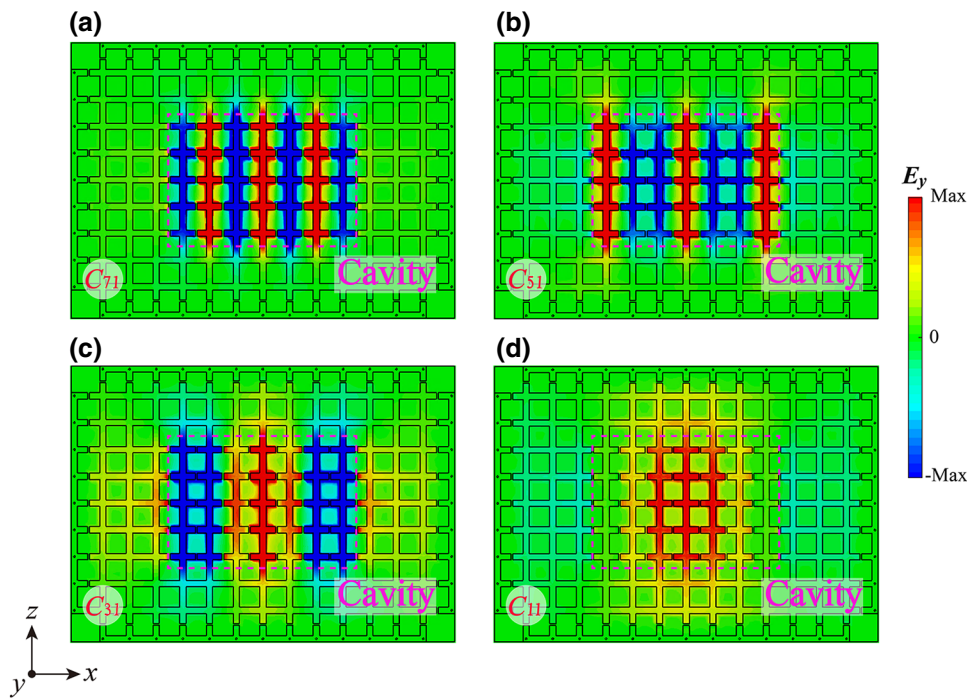 (a)
(b)
C71
Cavity
C51
Cavity
Ey
Max
0
-Max
(c)
(d)
C31
Cavity
C11
Cavity
z
y
x